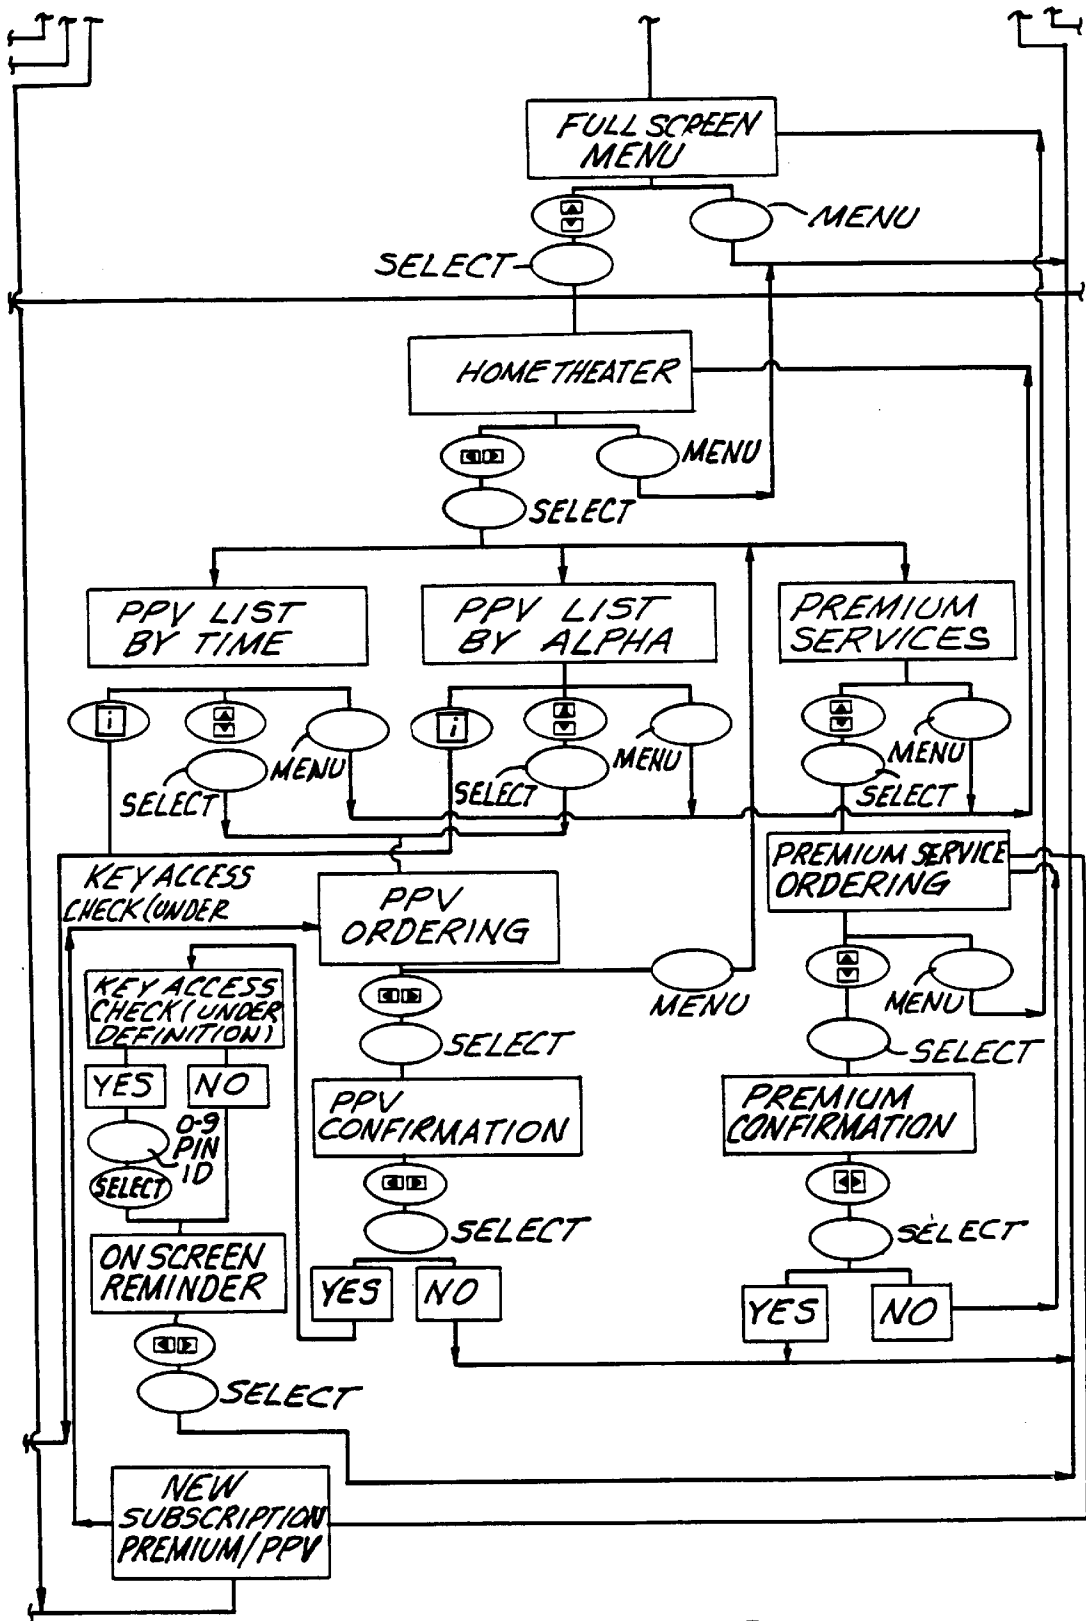 FULL SCREEN
MENU
MENU
SELECT
HOME THEATER
MENU
SELECT
PPV LIST
BY TIME
PPV LIST
BY ALPHA
PREMIUM
SERVICES
i
MENU
SELECT
i
MENU
SELECT
MENU
SELECT
KEY ACCESS
CHECK (UNDER
PPV
ORDERING
PREMIUM SERVICE
ORDERING
MENU
MENU
KEY ACCESS
CHECK (UNDER
DEFINITION)
SELECT
SELECT
YES
NO
PPV
CONFIRMATION
PREMIUM
CONFIRMATION
0-9
PIN
ID
SELECT
SELECT
SELECT
ON SCREEN
REMINDER
YES
NO
YES
NO
SELECT
NEW
SUBSCRIPTION
PREMIUM/PPV